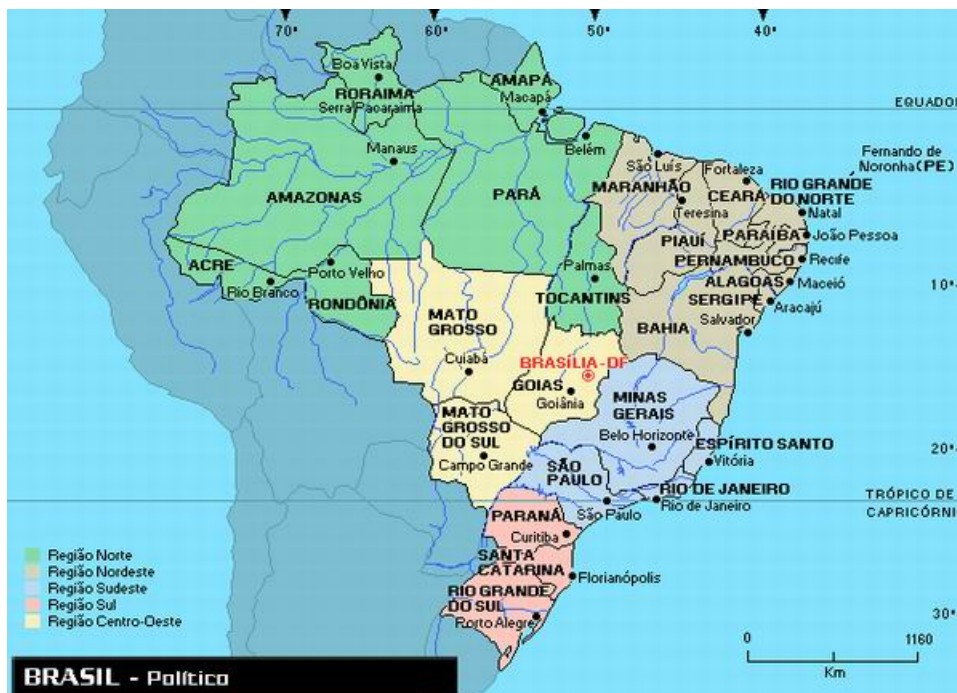 70°
60°
50°
40°
Boa Vista
RORAIMA
Serra Pacaraima
AMAPÁ
Macapá
EQUADOR
Manaus
Belém
São Luís
Fortaleza
Fernando de
Noronha(PE)
AMAZONAS
PARÁ
MARANHÃO
CEARÁ
RIO GRANDE
DO NORTE
Teresina
Natal
PIAUÍ
PARAÍBA
João Pessoa
ACRE
Porto Velho
Palmas
PERNAMBUCO
Recife
Rio Branco
RONDÔNIA
TOCANTINS
ALAGOAS
Maceió
10°
SERGIPE
Aracajú
MATO
GROSSO
BAHIA
Salvador
Cuiabá
BRASÍLIA-DF
GOIAS
Goiânia
MINAS
GERAIS
MATO
GROSSO
DO SUL
Belo Horizonte
ESPÍRITO SANTO
20°
Campo Grande
Vitória
SÃO
PAULO
RIO DE JANEIRO
TRÓPICO DE
São Paulo
Rio de Janeiro
CAPRICÓRNI
PARANÁ
Curitiba
SANTA
CATARINA
Florianópolis
RIO GRANDE
DO SUL
Porto Alegre
30°
Região Norte
Região Nordeste
Região Sudeste
Região Sul
Região Centro-Oeste
0
1160
Km
BRASIL - Político